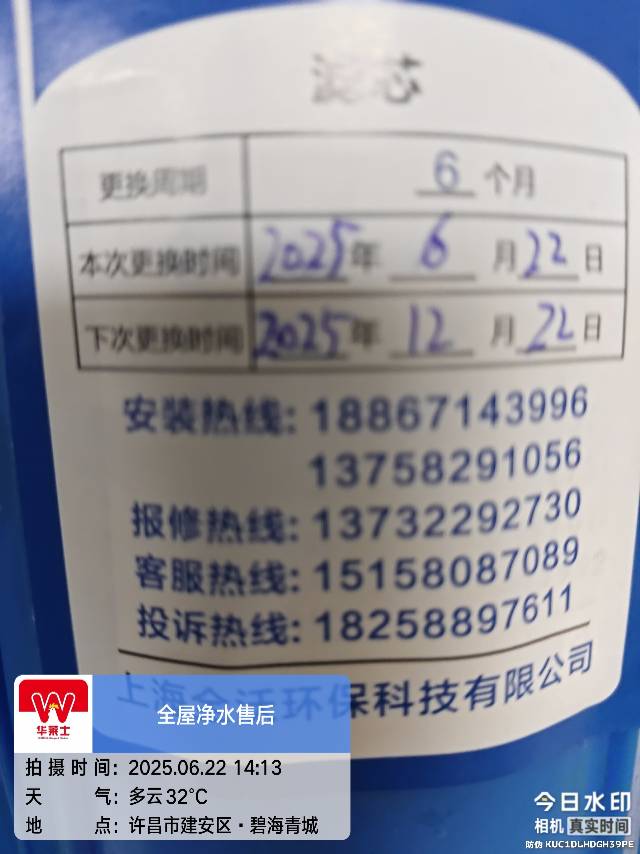 滤芯
更换周期 6 个月
本次更换时间 2025年 6 月 22 日
下次更换时间 2025年 12 月 22 日
安装热线: 18867143996
13758291056
报修热线: 13732292730
客服热线: 15158087089
投诉热线: 18258897611
上海 环保科技有限公司
华莱士
全屋净水售后
拍摄时间: 2025.06.22 14:13
天 气: 多云 32℃
地 点: 许昌市建安区·碧海青城
今日水印
相机 真实时间
防伪 KUC1DLHDGH39PE